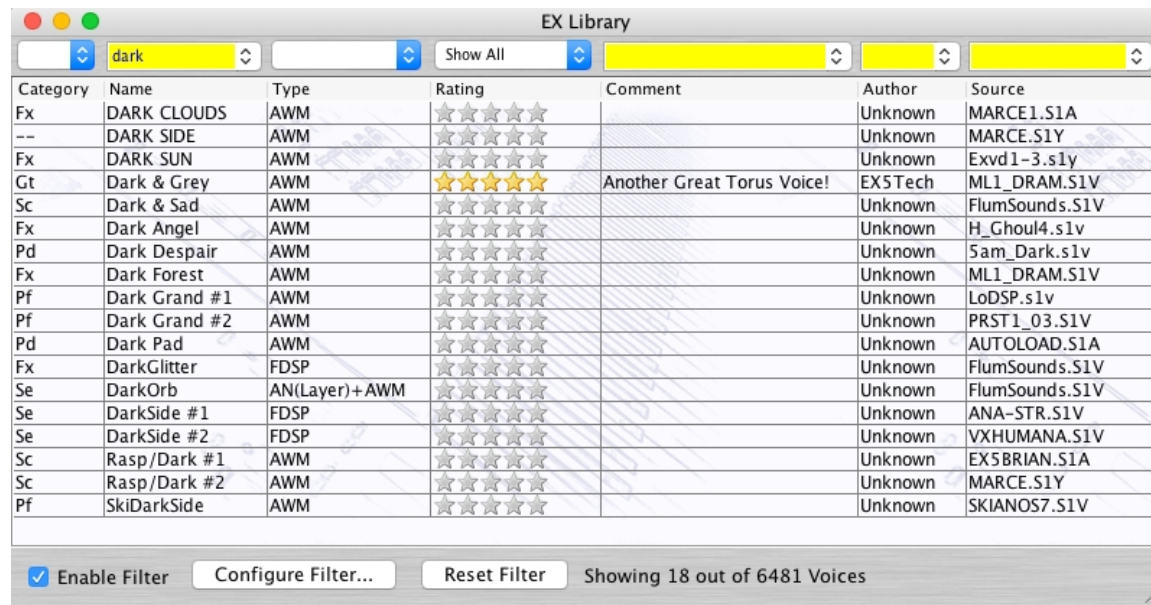 EX Library
dark Show All
Category Name Type Rating Comment Author Source
Fx DARK CLOUDS AWM Unknown MARCE1.S1A
-- DARK SIDE AWM Unknown MARCE.S1Y
Fx DARK SUN AWM Unknown Exvd1-3.s1y
Gt Dark & Grey AWM Another Great Torus Voice! EX5Tech ML1_DRAM.S1V
Sc Dark & Sad AWM Unknown FlumSounds.S1V
Fx Dark Angel AWM Unknown H_Ghoul4.s1v
Pd Dark Despair AWM Unknown 5am_Dark.s1v
Fx Dark Forest AWM Unknown ML1_DRAM.S1V
Pf Dark Grand #1 AWM Unknown LoDSP.s1v
Pf Dark Grand #2 AWM Unknown PRST1_03.S1V
Pd Dark Pad AWM Unknown AUTOLOAD.S1A
Fx DarkGlitter FDSP Unknown FlumSounds.S1V
Se DarkOrb AN(Layer)+AWM Unknown FlumSounds.S1V
Se DarkSide #1 FDSP Unknown ANA-STR.S1V
Se DarkSide #2 FDSP Unknown VXHUMANA.S1V
Sc Rasp/Dark #1 AWM Unknown EX5BRIAN.S1A
Sc Rasp/Dark #2 AWM Unknown MARCE.S1Y
Pf SkiDarkSide AWM Unknown SKIANOS7.S1V
Enable Filter Configure Filter... Reset Filter Showing 18 out of 6481 Voices